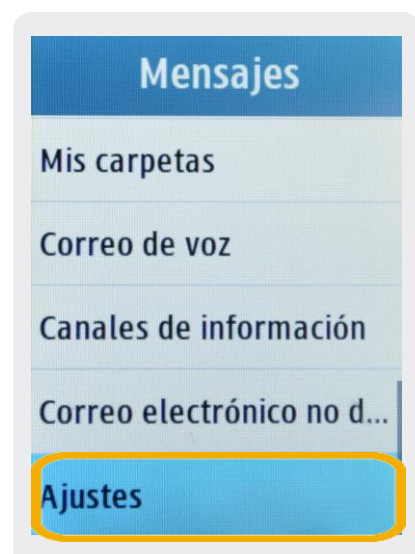 Mensajes
Mis carpetas
Correo de voz
Canales de información
Correo electrónico no d...
Ajustes